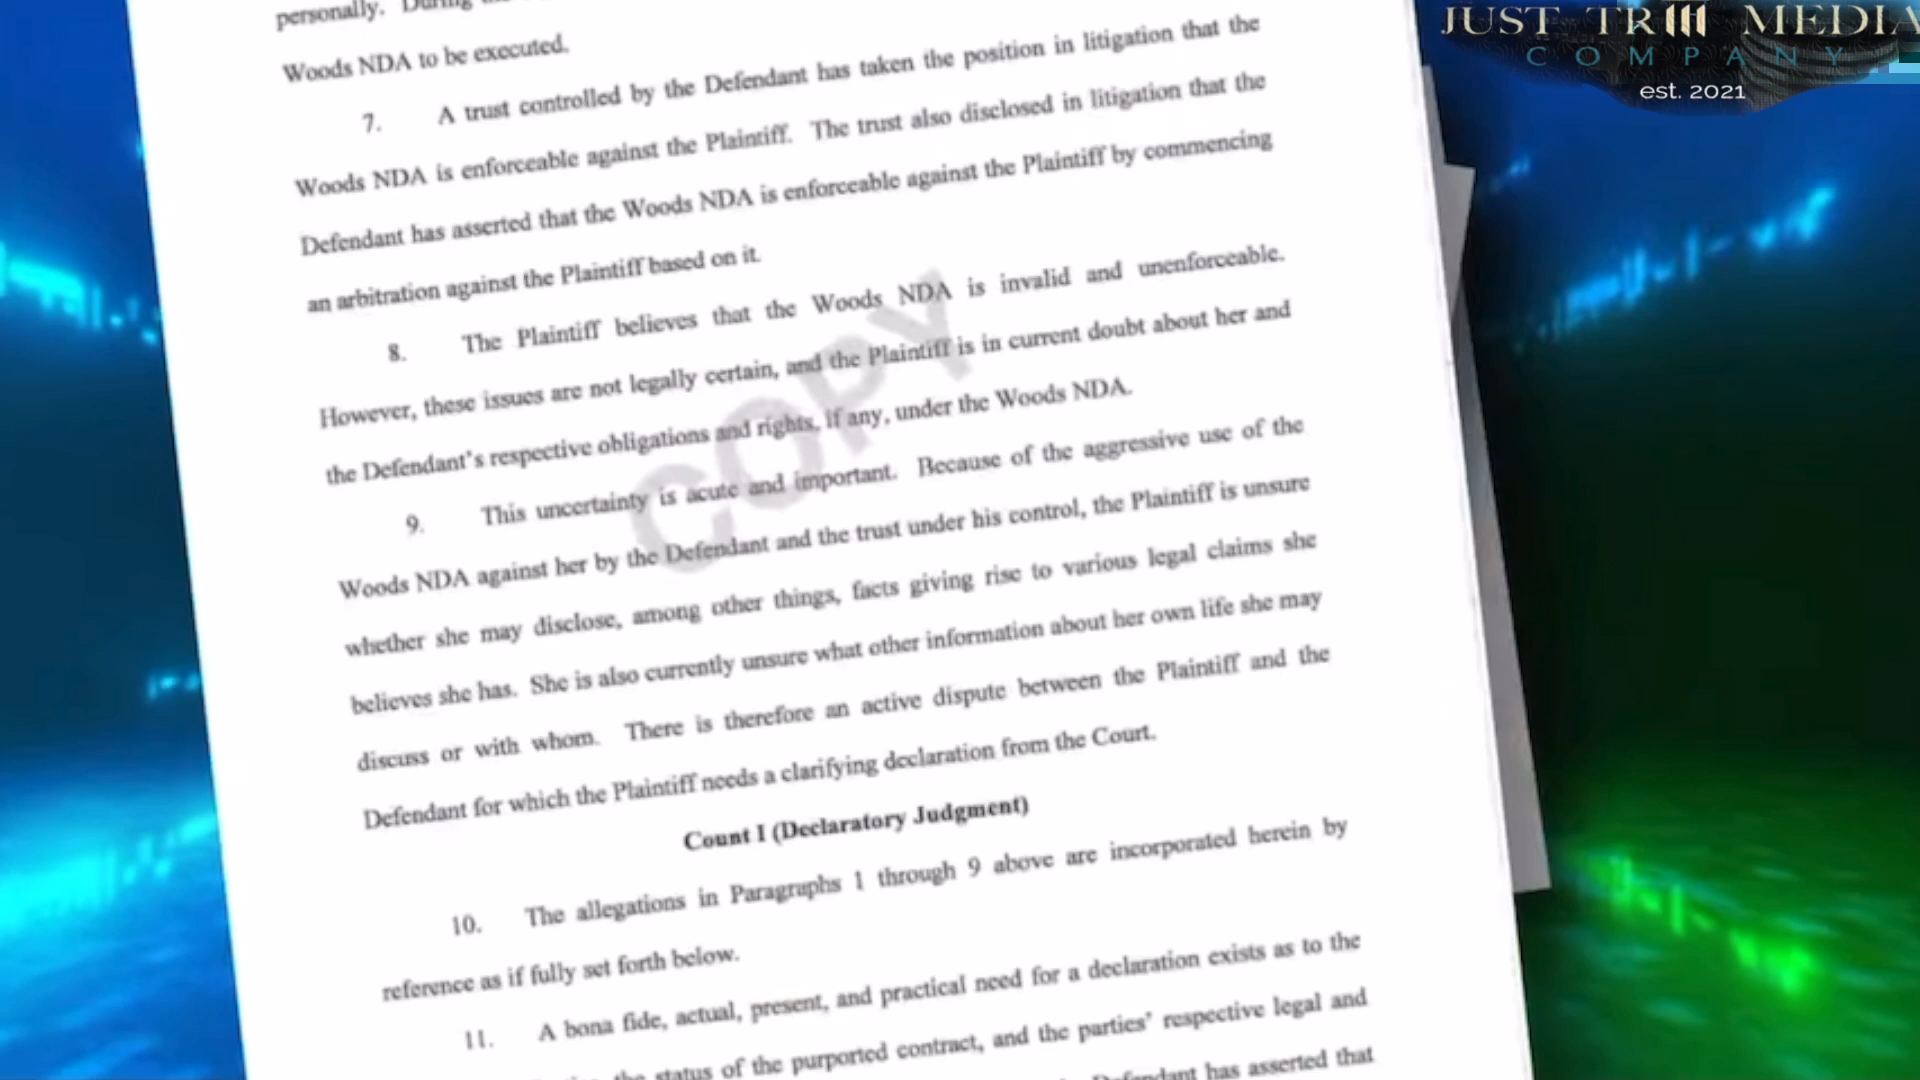 JUST TRIII MEDIA
COMPANY
est. 2021
personally. During the
Woods NDA to be executed.
7. A trust controlled by the Defendant has taken the position in litigation that the
Woods NDA is enforceable against the Plaintiff. The trust also disclosed in litigation that the
Defendant has asserted that the Woods NDA is enforceable against the Plaintiff by commencing
an arbitration against the Plaintiff based on it.
8. The Plaintiff believes that the Woods NDA is invalid and unenforceable.
However, these issues are not legally certain, and the Plaintiff is in current doubt about her and
the Defendant's respective obligations and rights, if any, under the Woods NDA.
COPY
9. This uncertainty is acute and important. Because of the aggressive use of the
Woods NDA against her by the Defendant and the trust under his control, the Plaintiff is unsure
whether she may disclose, among other things, facts giving rise to various legal claims she
believes she has. She is also currently unsure what other information about her own life she may
discuss or with whom. There is therefore an active dispute between the Plaintiff and the
Defendant for which the Plaintiff needs a clarifying declaration from the Court.
Count I (Declaratory Judgment)
10. The allegations in Paragraphs 1 through 9 above are incorporated herein by
reference as if fully set forth below.
11. A bona fide, actual, present, and practical need for a declaration exists as to the
the status of the purported contract, and the parties' respective legal and
Defendant has asserted that